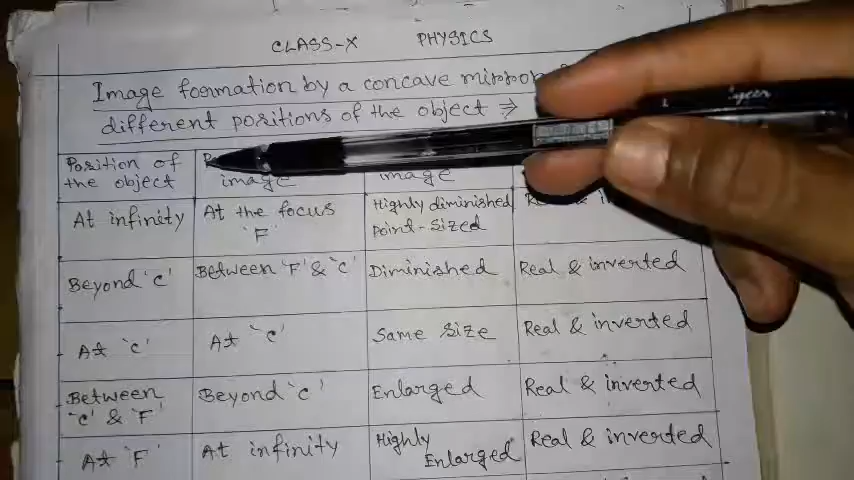 CLASS-X PHYSICS
Image formation by a concave mirror
different positions of the object ⇒
Position of
the object
image
image
At infinity
At the focus
'F'
Highly diminished
Point-sized
Beyond 'C'
Between 'F' & 'C'
Diminished
Real & inverted
At 'C'
At 'C'
Same size
Real & inverted
Between
'C' & 'F'
Beyond 'C'
Enlarged
Real & inverted
At 'F'
At infinity
Highly
Enlarged
Real & inverted